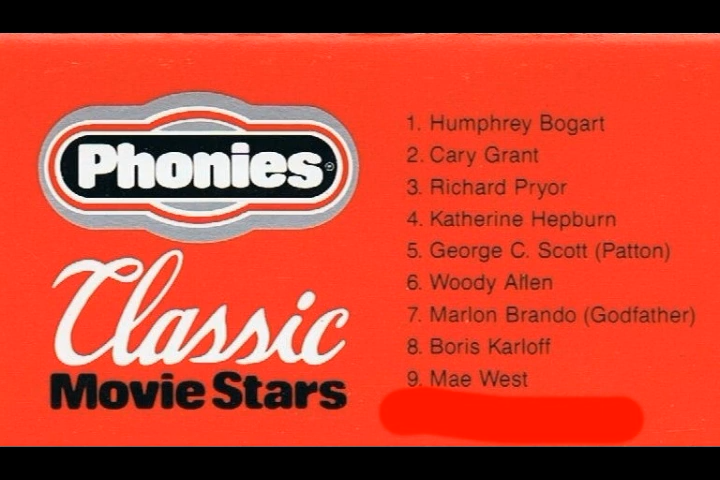 Phonies®
Classic
Movie Stars
1. Humphrey Bogart
2. Cary Grant
3. Richard Pryor
4. Katherine Hepburn
5. George C. Scott (Patton)
6. Woody Allen
7. Marlon Brando (Godfather)
8. Boris Karloff
9. Mae West